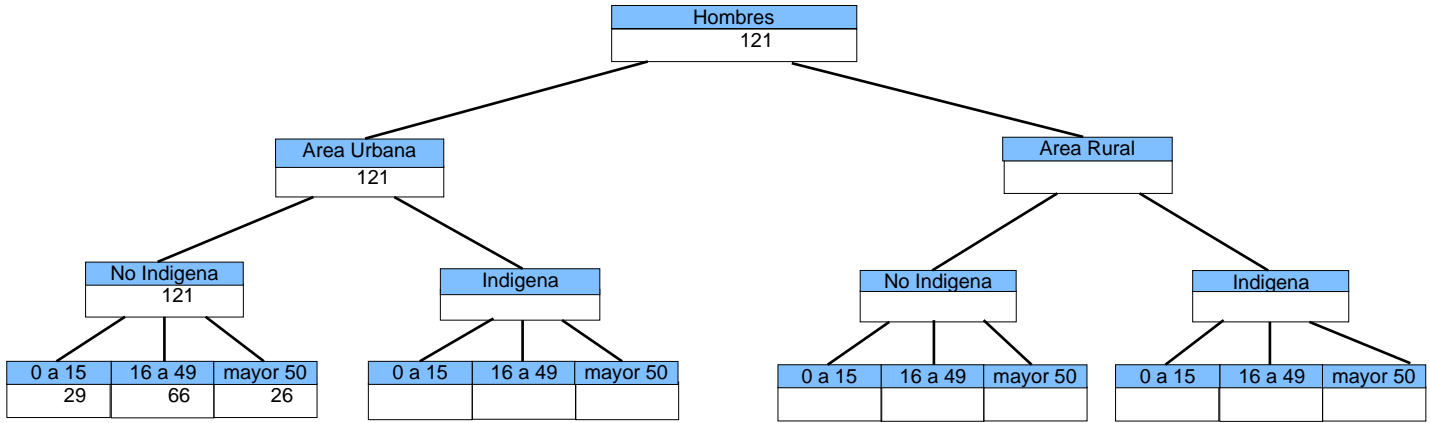 Hombres
121
Area Urbana
121
Area Rural
No Indigena
121
Indigena
No Indigena
Indigena
0 a 15 16 a 49 mayor 50
29 66 26
0 a 15 16 a 49 mayor 50
0 a 15 16 a 49 mayor 50
0 a 15 16 a 49 mayor 50